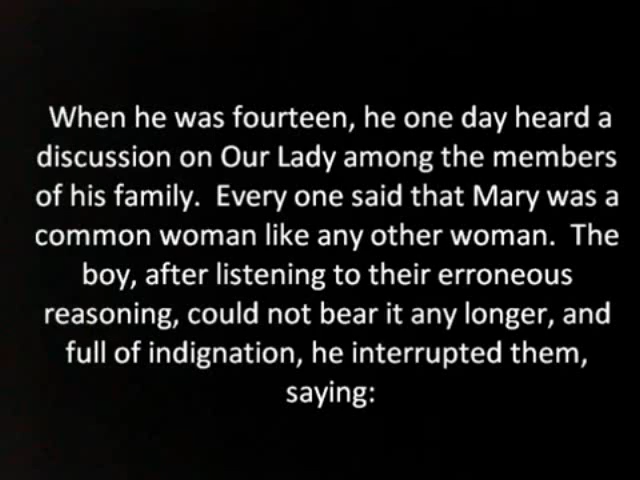 When he was fourteen, he one day heard a
discussion on Our Lady among the members
of his family.  Every one said that Mary was a
common woman like any other woman.  The
boy, after listening to their erroneous
reasoning, could not bear it any longer, and
full of indignation, he interrupted them,
saying: